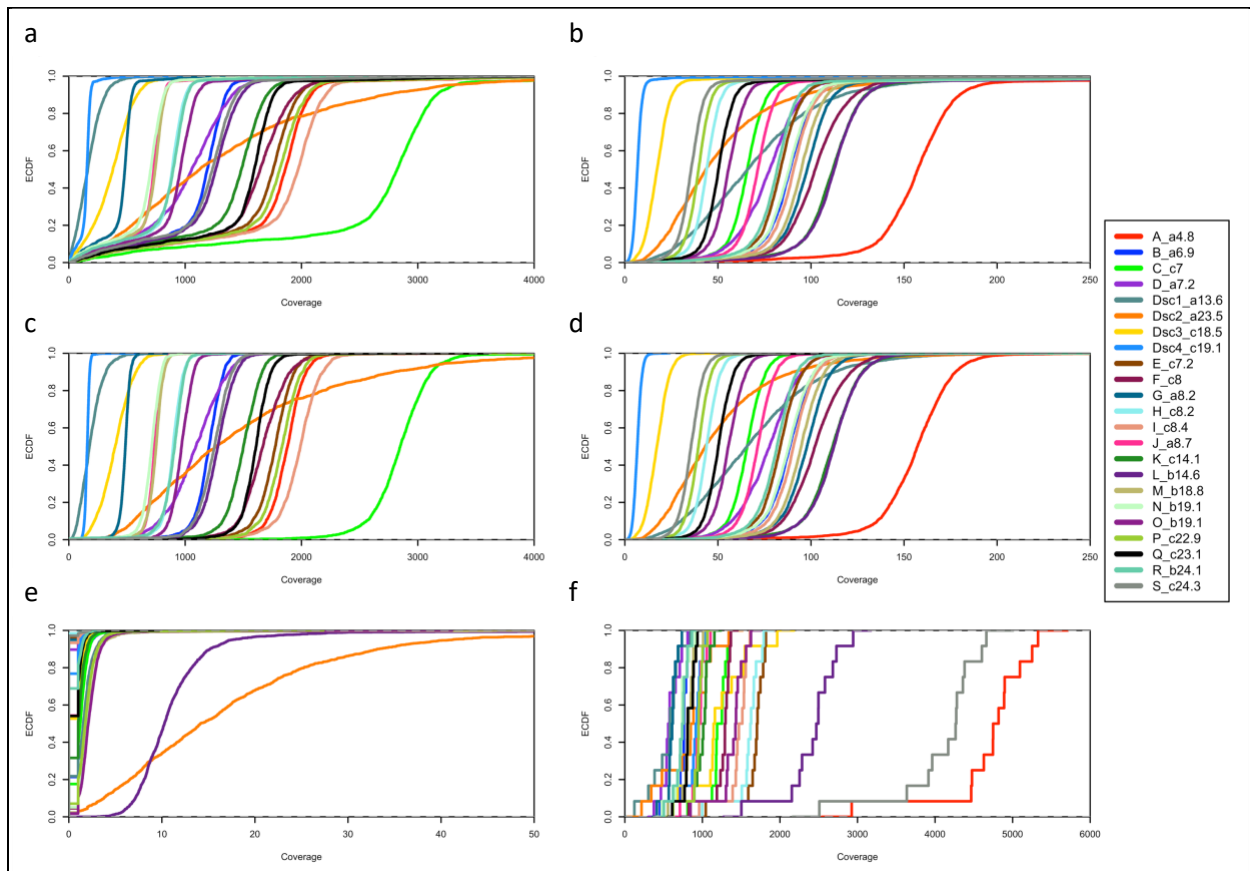 a
b
1.0
0.8
0.6
0.4
0.2
0.0
ECDF
0
1000
2000
3000
4000
Coverage
1.0
0.8
0.6
0.4
0.2
0.0
ECDF
0
50
100
150
200
250
Coverage
c
d
1.0
0.8
0.6
0.4
0.2
0.0
ECDF
0
1000
2000
3000
4000
Coverage
1.0
0.8
0.6
0.4
0.2
0.0
ECDF
0
50
100
150
200
250
Coverage
e
f
1.0
0.8
0.6
0.4
0.2
0.0
ECDF
0
10
20
30
40
50
Coverage
1.0
0.8
0.6
0.4
0.2
0.0
ECDF
0
1000
2000
3000
4000
5000
6000
Coverage
A_a4.8
B_a6.9
C_c7
D_a7.2
Dsc1_a13.6
Dsc2_a23.5
Dsc3_c18.5
Dsc4_c19.1
E_c7.2
F_c8
G_a8.2
H_c8.2
I_c8.4
J_a8.7
K_c14.1
L_b14.6
M_b18.8
N_b19.1
O_b19.1
P_c22.9
Q_c23.1
R_b24.1
S_c24.3